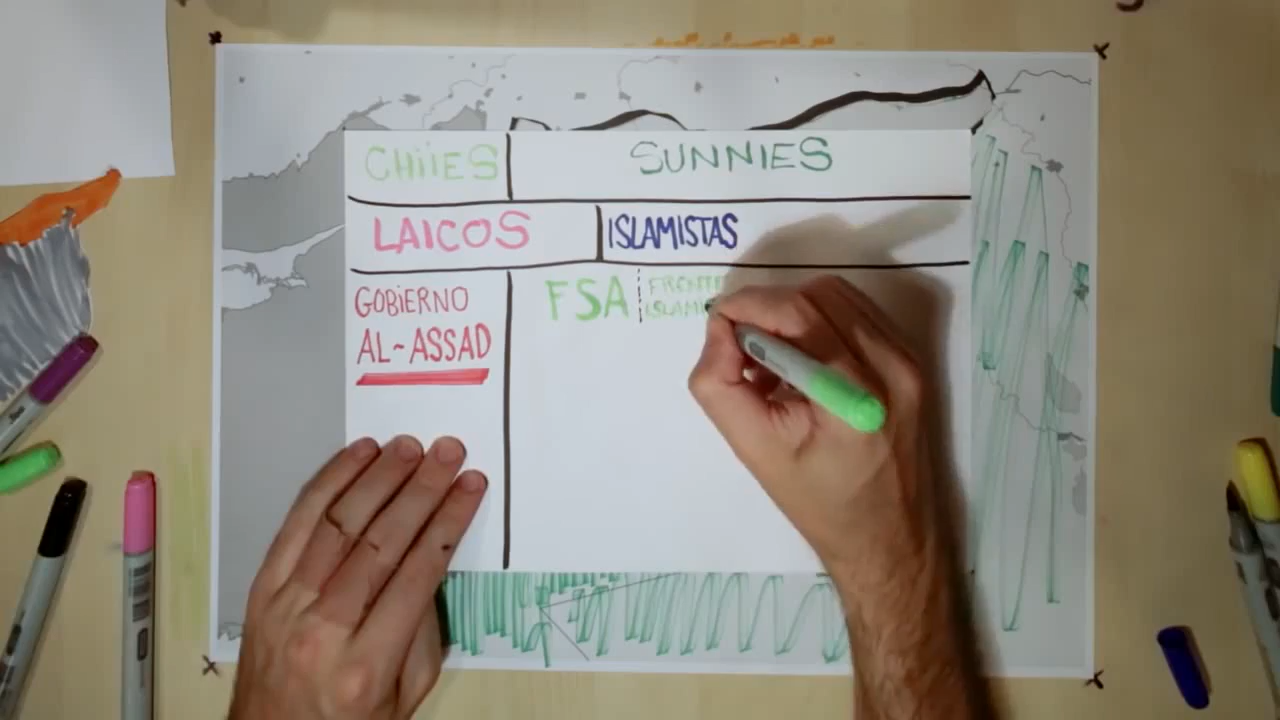 CHIIES SUNNIES
LAICOS ISLAMISTAS
GOBIERNO
AL-ASSAD
FSA